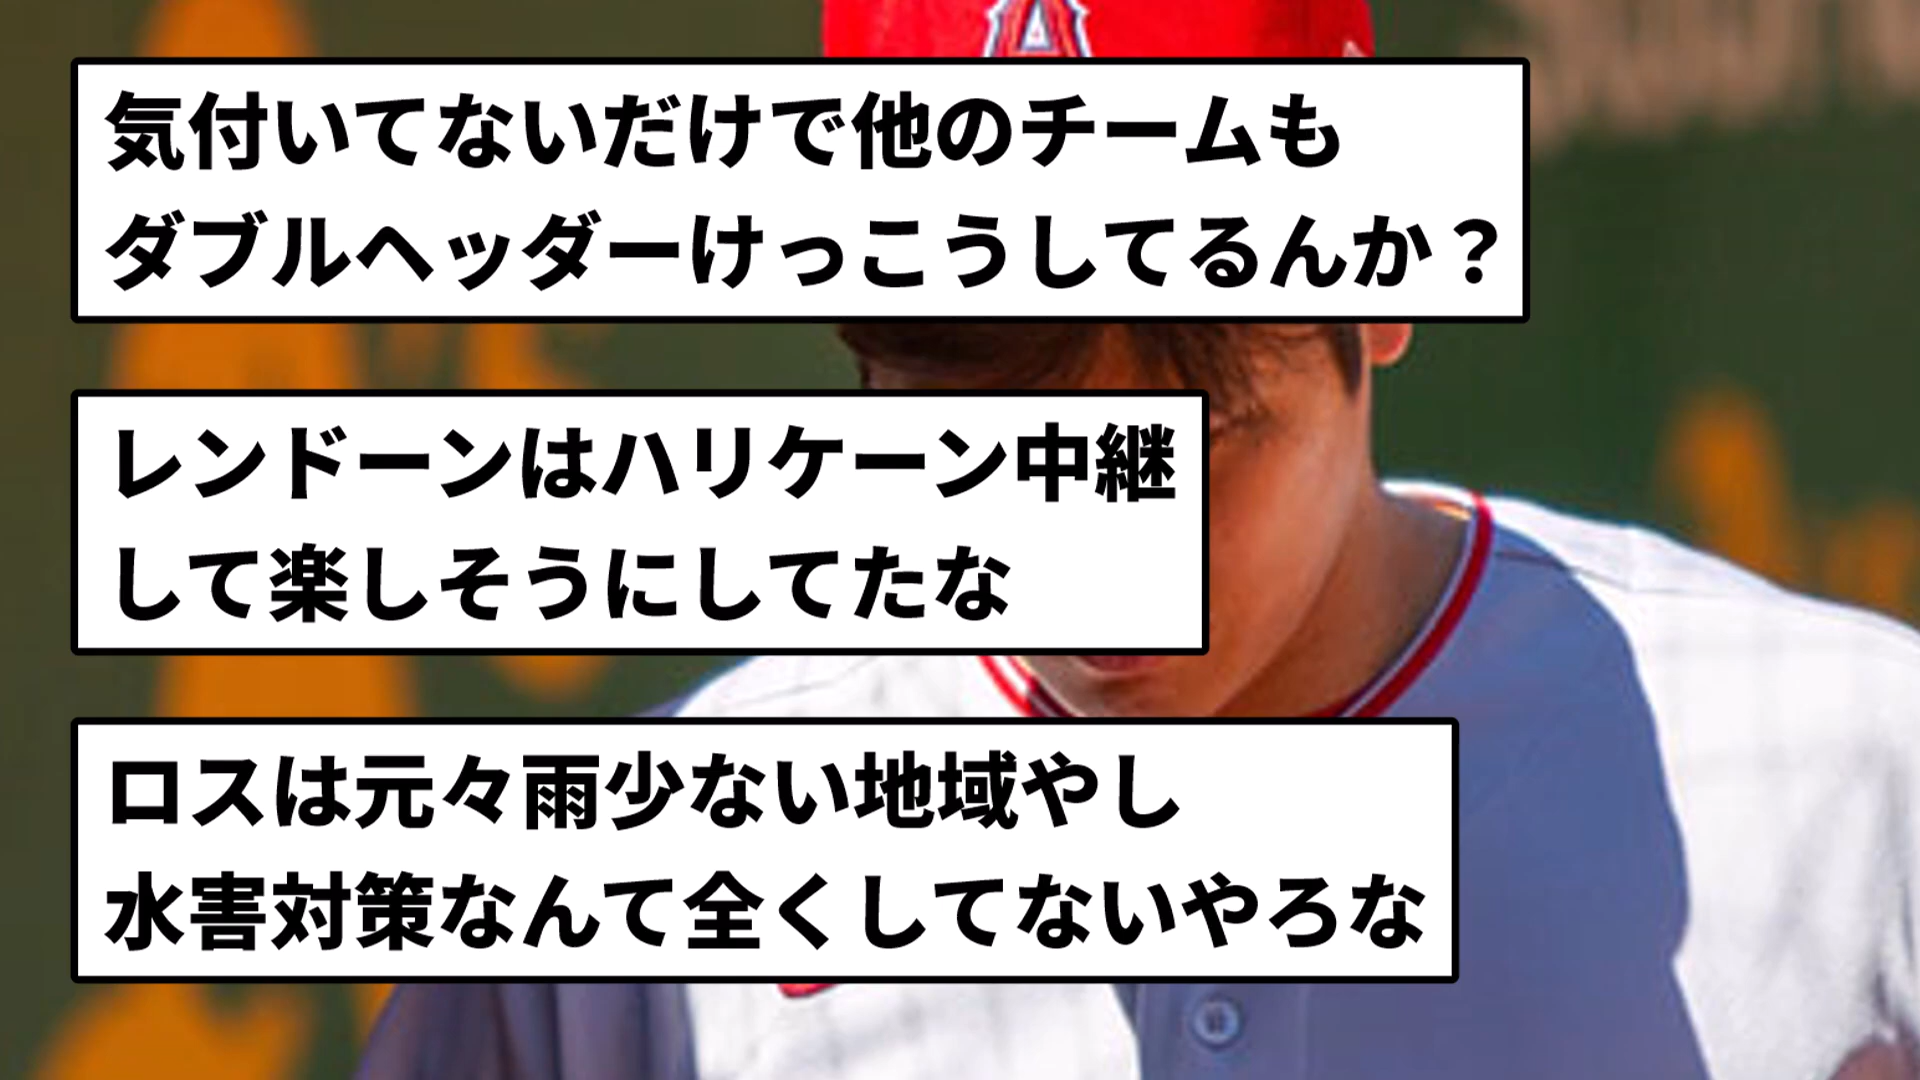 気付いてないだけで他のチームも
ダブルヘッダーけっこうしてるんか？
レンドーンはハリケーン中継
して楽しそうにしてたな
ロスは元々雨少ない地域やし
水害対策なんて全くしてないやろな